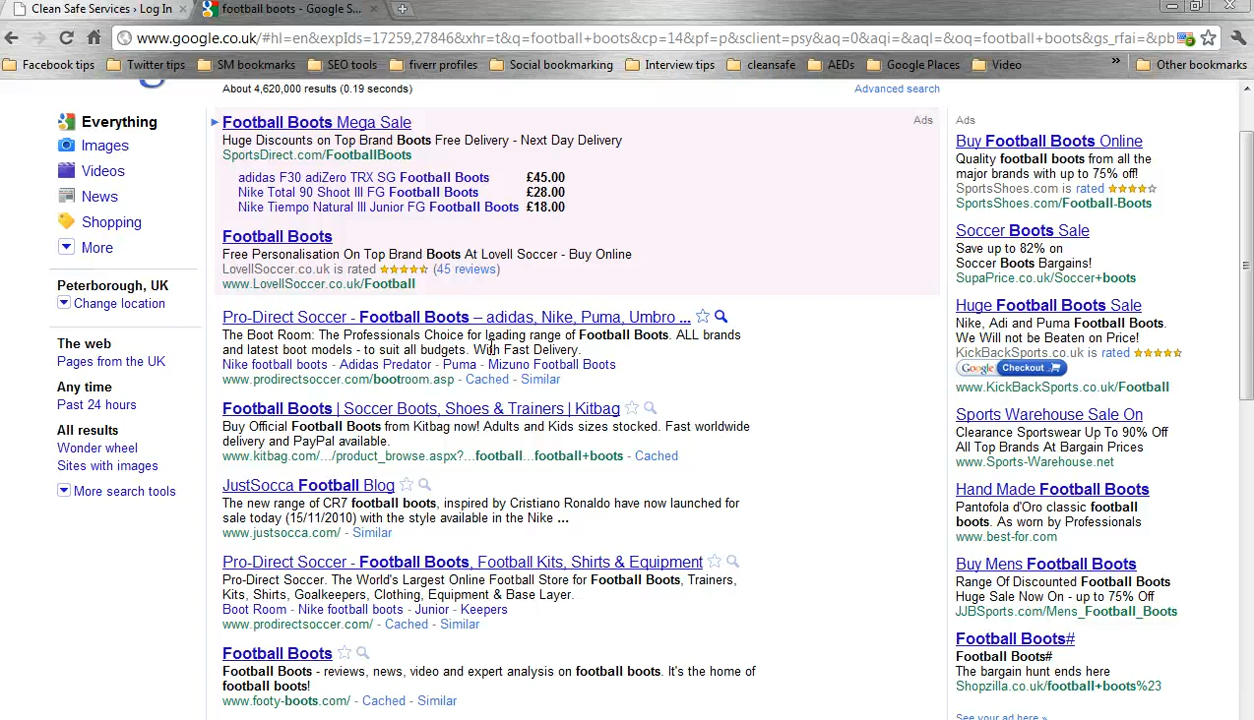 Clean Safe Services › Log In
football boots - Google S...
www.google.co.uk/#hl=en&expIds=17259,27846&xhr=t&q=football+boots&cp=14&pf=p&sclient=psy&aq=0&aqi=&aql=&oq=football+boots&gs_rfai=&pb
Facebook tips
Twitter tips
SM bookmarks
SEO tools
fiverr profiles
Social bookmarking
Interview tips
cleansafe
AEDs
Google Places
Video
»
Other bookmarks
About 4,620,000 results (0.19 seconds)
Advanced search
Everything
Images
Videos
News
Shopping
More
Peterborough, UK
Change location
The web
Pages from the UK
Any time
Past 24 hours
All results
Wonder wheel
Sites with images
More search tools
Football Boots Mega Sale
Ads
Huge Discounts on Top Brand Boots Free Delivery - Next Day Delivery
SportsDirect.com/FootballBoots
adidas F30 adiZero TRX SG Football Boots £45.00
Nike Total 90 Shoot III FG Football Boots £28.00
Nike Tiempo Natural III Junior FG Football Boots £18.00
Football Boots
Free Personalisation On Top Brand Boots At Lovell Soccer - Buy Online
LovellSoccer.co.uk is rated (45 reviews)
www.LovellSoccer.co.uk/Football
Pro-Direct Soccer - Football Boots – adidas, Nike, Puma, Umbro ...
The Boot Room: The Professionals Choice for leading range of Football Boots. ALL brands
and latest boot models - to suit all budgets. With Fast Delivery.
Nike football boots - Adidas Predator - Puma - Mizuno Football Boots
www.prodirectsoccer.com/bootroom.asp - Cached - Similar
Football Boots | Soccer Boots, Shoes & Trainers | Kitbag
Buy Official Football Boots from Kitbag now! Adults and Kids sizes stocked. Fast worldwide
delivery and PayPal available.
www.kitbag.com/.../product_browse.aspx?...football...football+boots - Cached
JustSocca Football Blog
The new range of CR7 football boots, inspired by Cristiano Ronaldo have now launched for
sale today (15/11/2010) with the style available in the Nike ...
www.justsocca.com/ - Similar
Pro-Direct Soccer - Football Boots, Football Kits, Shirts & Equipment
Pro-Direct Soccer. The World's Largest Online Football Store for Football Boots, Trainers,
Kits, Shirts, Goalkeepers, Clothing, Equipment & Base Layer.
Boot Room - Nike football boots - Junior - Keepers
www.prodirectsoccer.com/ - Cached - Similar
Football Boots
Football Boots - reviews, news, video and expert analysis on football boots. It's the home of
football boots!
www.footy-boots.com/ - Cached - Similar
Ads
Buy Football Boots Online
Quality football boots from all the
major brands with up to 75% off!
SportsShoes.com is rated
SportsShoes.com/Football-Boots
Soccer Boots Sale
Save up to 82% on
Soccer Boots Bargains!
SupaPrice.co.uk/Soccer+boots
Huge Football Boots Sale
Nike, Adi and Puma Football Boots.
We Will not be Beaten on Price!
KickBackSports.co.uk is rated
Google Checkout
www.KickBackSports.co.uk/Football
Sports Warehouse Sale On
Clearance Sportswear Up To 90% Off
All Top Brands At Bargain Prices
www.Sports-Warehouse.net
Hand Made Football Boots
Pantofola d'Oro classic football
boots. As worn by Professionals
www.best-for.com
Buy Mens Football Boots
Range Of Discounted Football Boots
Huge Sale Now On - up to 75% Off
JJBSports.com/Mens_Football_Boots
Football Boots#
Football Boots#
The bargain hunt ends here
Shopzilla.co.uk/football+boots%23
See your ad here »